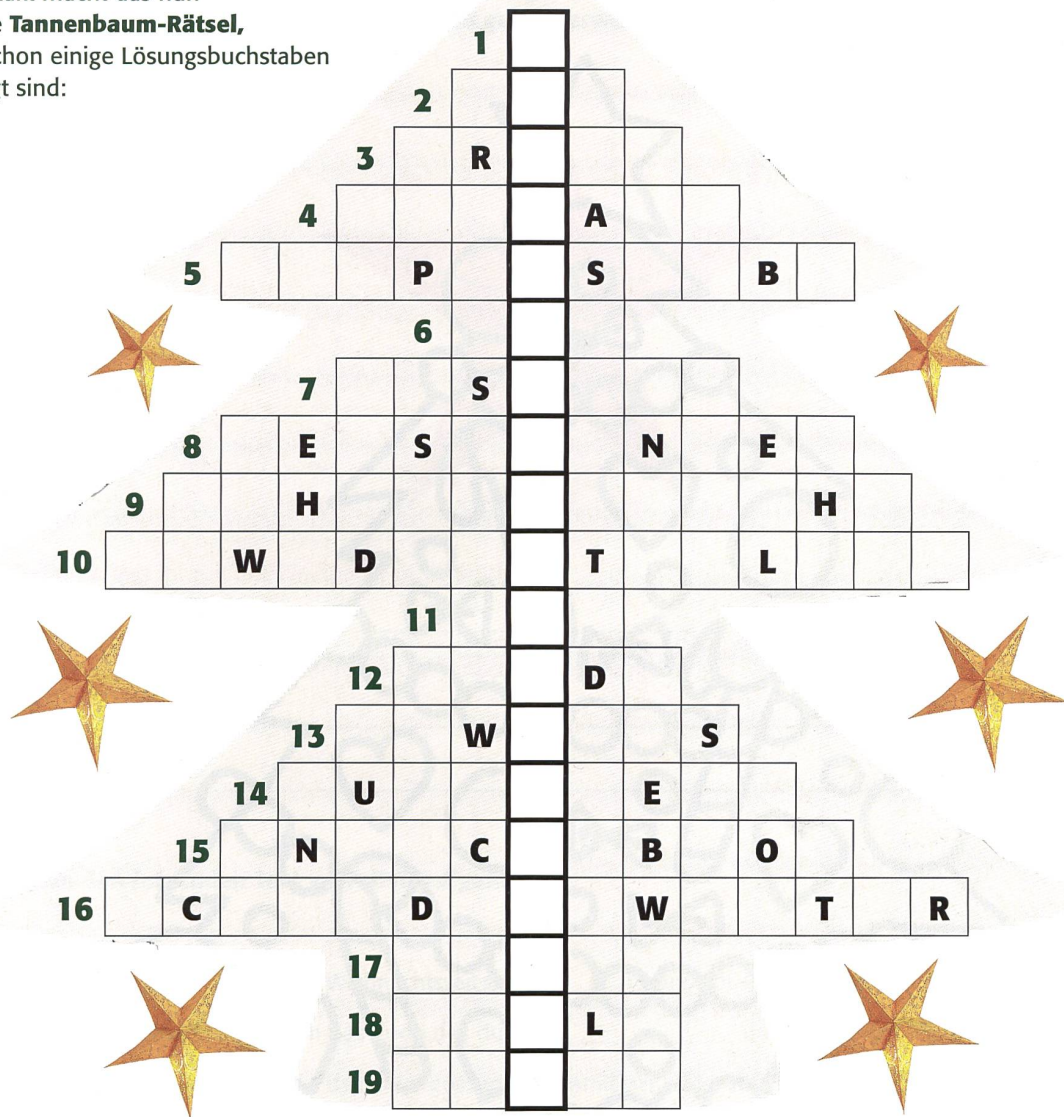 e Tannenbaum-Rätsel,
chon einige Lösungsbuchstaben
t sind:
1
2
3 R
4 A
5 P S B
6
7 S
8 E S N E
9 H H
10 W D T L
11
12 D
13 W S
14 U E
15 N C B O
16 C D W T R
17
18 L
19